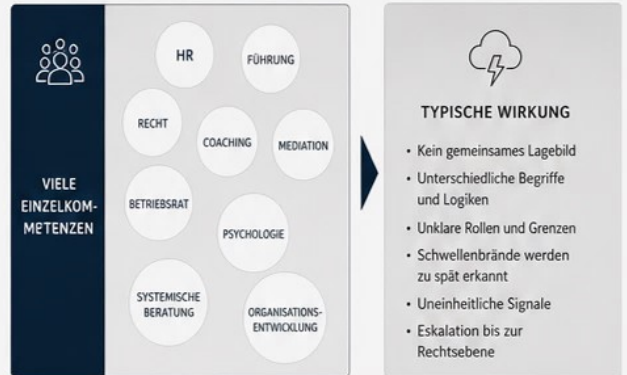 VIELE
EINZELKOM-
MᴇTENZEN
HR
FÜHRUNG
RECHT
COACHING
MEDIATION
BETRIEBSRAT
PSYCHOLOGIE
SYSTEMISCHE
BERATUNG
ORGANISATIONS-
ENTWICKLUNG
TYPISCHE WIRKUNG
• Kein gemeinsames Lagebild
• Unterschiedliche Begriffe
und Logiken
• Unklare Rollen und Grenzen
• Schwellenbrände werden
zu spät erkannt
• Uneinheitliche Signale
• Eskalation bis zur
Rechtsebene